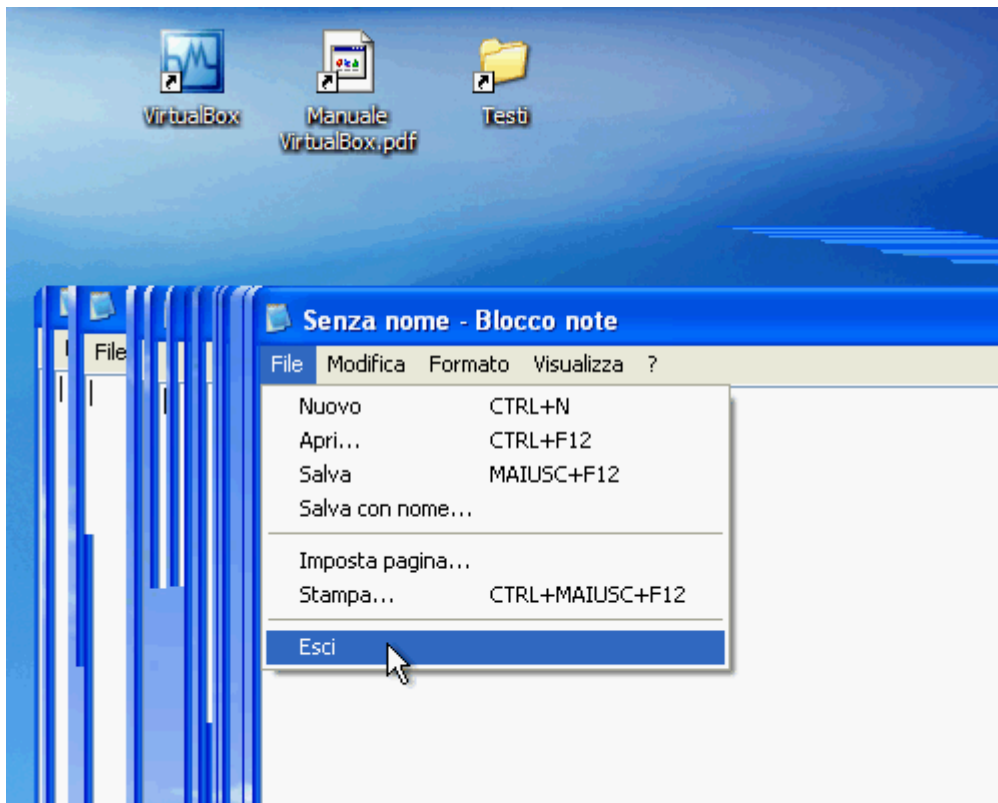 VirtualBox
Manuale
VirtualBox.pdf
Testi
Senza nome - Blocco note
File
File Modifica Formato Visualizza ?
Nuovo CTRL+N
Apri... CTRL+F12
Salva MAIUSC+F12
Salva con nome...
Imposta pagina...
Stampa... CTRL+MAIUSC+F12
Esci